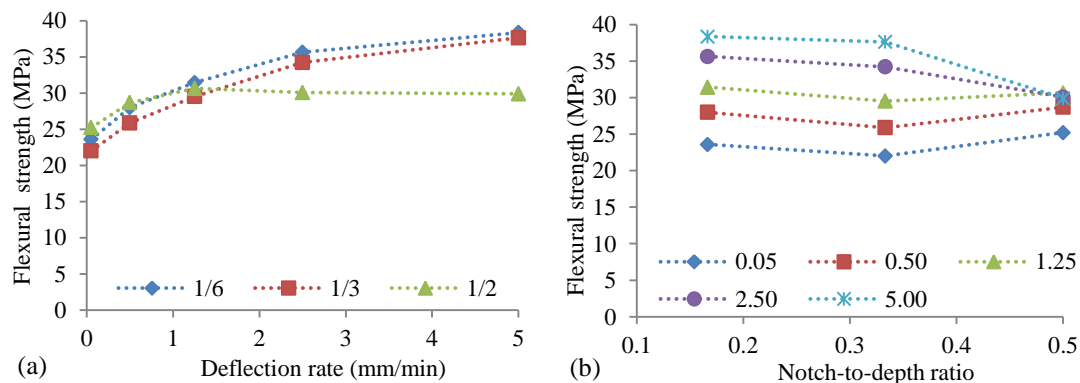 40
35
30
25
20
15
10
5
0
Flexural strength (MPa)
1/6 1/3 1/2
0 1 2 3 4 5
Deflection rate (mm/min)
(a)
40
35
30
25
20
15
10
5
0
Flexural strength (MPa)
0.05 0.50 1.25
2.50 5.00
0.1 0.2 0.3 0.4 0.5
Notch-to-depth ratio
(b)